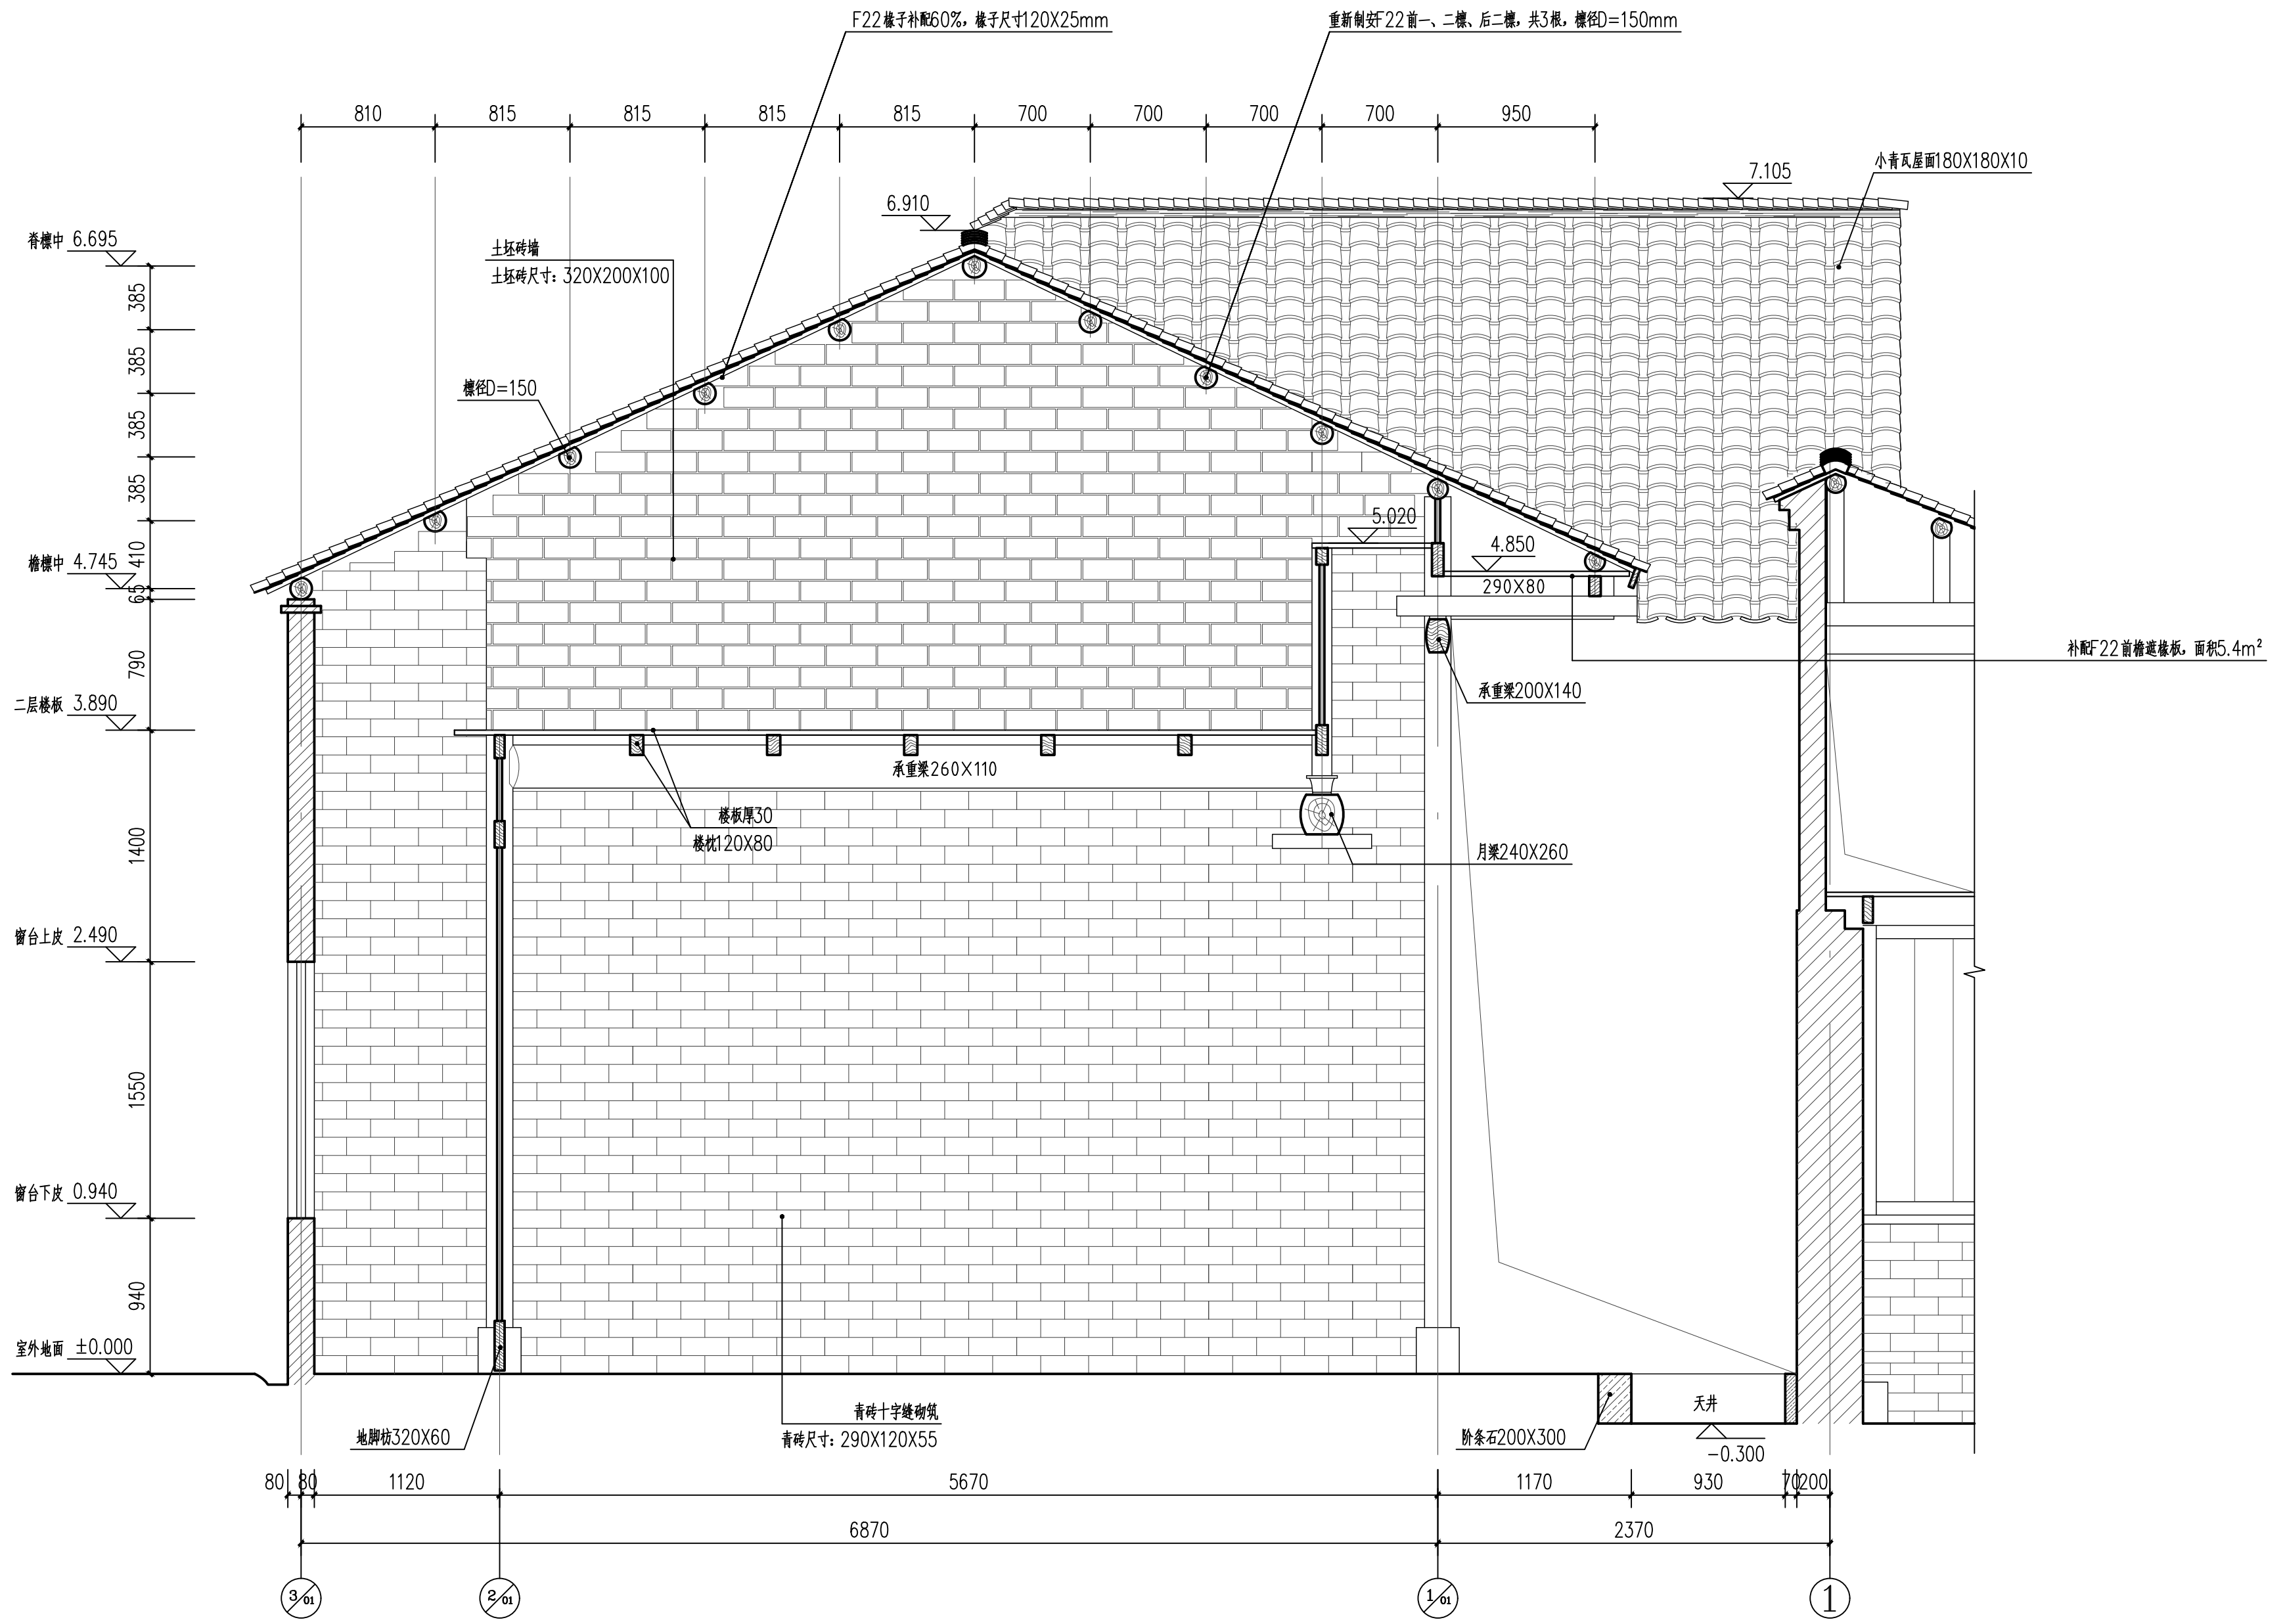 F22椽子补配60%，椽子尺寸120X25mm
重新制安F22前一、二檩、后二檩，共3根，檩径D=150mm
810
815
815
815
815
700
700
700
700
950
小青瓦屋面180X180X10
7.105
6.910
脊檩中 6.695
土坯砖墙
土坯砖尺寸：320X200X100
385
385
檩径D=150
385
385
5.020
4.850
410
檐檩中 4.745
65
290X80
补配F22前檐遮椽板，面积5.4m²
790
承重梁200X140
二层楼板 3.890
承重梁260X110
楼板厚30
楼枕120X80
1400
月梁240X260
窗台上皮 2.490
1550
窗台下皮 0.940
940
室外地面 ±0.000
天井
青砖十字缝砌筑
青砖尺寸：290X120X55
地脚枋320X60
阶条石200X300
-0.300
80
80
1120
5670
1170
930
70
200
6870
2370
3/01
2/01
1/01
1